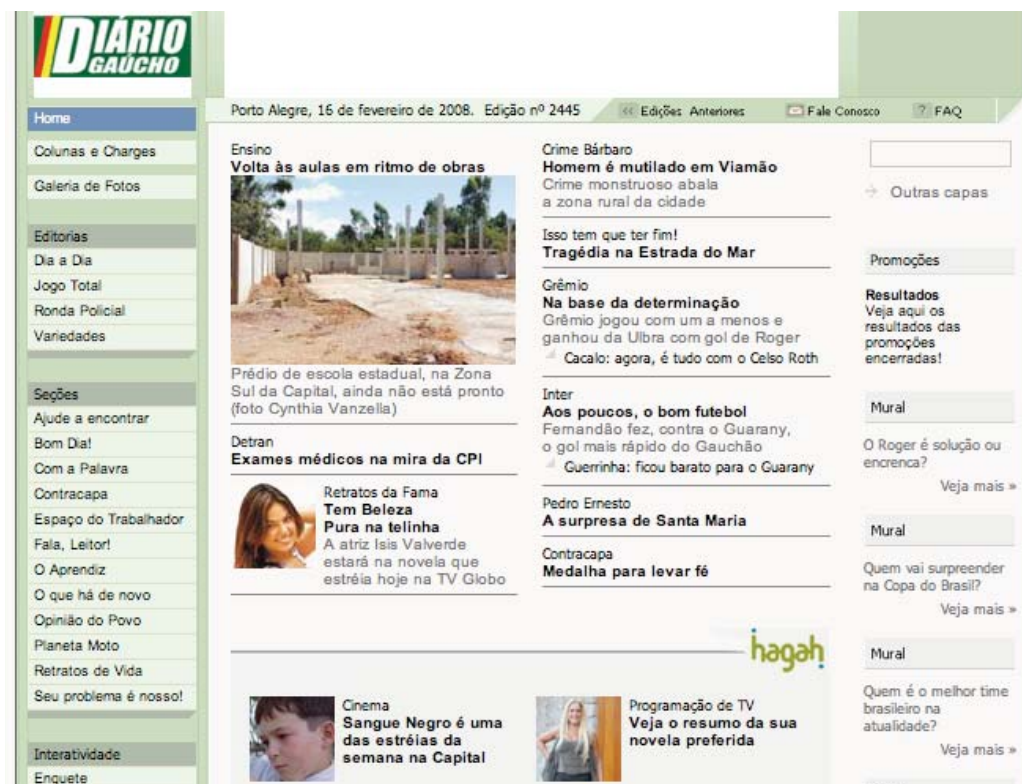 DIÁRIO
GAÚCHO
Home
Colunas e Charges
Galeria de Fotos
Editorias
Dia a Dia
Jogo Total
Ronda Policial
Variedades
Seções
Ajude a encontrar
Bom Dia!
Com a Palavra
Contracapa
Espaço do Trabalhador
Fala, Leitor!
O Aprendiz
O que há de novo
Opinião do Povo
Planeta Moto
Retratos de Vida
Seu problema é nosso!
Interatividade
Enquete
Porto Alegre, 16 de fevereiro de 2008. Edição nº 2445
Edições Anteriores
Fale Conosco
? FAQ
Ensino
Volta às aulas em ritmo de obras
Prédio de escola estadual, na Zona
Sul da Capital, ainda não está pronto
(foto Cynthia Vanzella)
Detran
Exames médicos na mira da CPI
Retratos da Fama
Tem Beleza
Pura na telinha
A atriz Isis Valverde
estará na novela que
estréia hoje na TV Globo
Crime Bárbaro
Homem é mutilado em Viamão
Crime monstruoso abala
a zona rural da cidade
Isso tem que ter fim!
Tragédia na Estrada do Mar
Grêmio
Na base da determinação
Grêmio jogou com um a menos e
ganhou da Ulbra com gol de Roger
Cacalo: agora, é tudo com o Celso Roth
Inter
Aos poucos, o bom futebol
Fernandão fez, contra o Guarany,
o gol mais rápido do Gauchão
Guerrinha: ficou barato para o Guarany
Pedro Ernesto
A surpresa de Santa Maria
Contracapa
Medalha para levar fé
hagah
Cinema
Sangue Negro é uma
das estréias da
semana na Capital
Programação de TV
Veja o resumo da sua
novela preferida
Outras capas
Promoções
Resultados
Veja aqui os
resultados das
promoções
encerradas!
Mural
O Roger é solução ou
encrenca?
Veja mais »
Mural
Quem vai surpreender
na Copa do Brasil?
Veja mais »
Mural
Quem é o melhor time
brasileiro na
atualidade?
Veja mais »